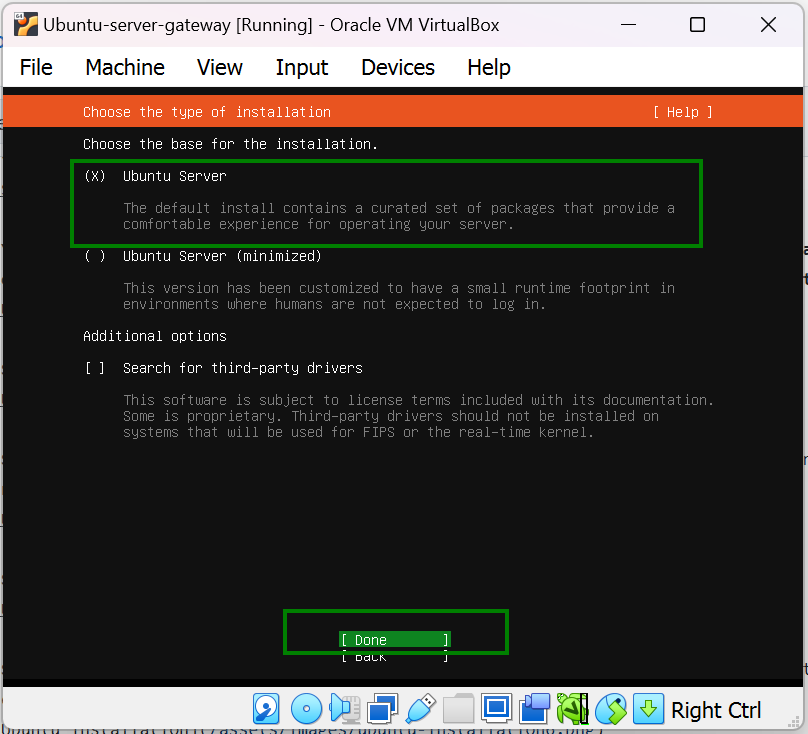 Ubuntu-server-gateway [Running] - Oracle VM VirtualBox
File Machine View Input Devices Help
Choose the type of installation [ Help ]
Choose the base for the installation.
(X) Ubuntu Server
The default install contains a curated set of packages that provide a
comfortable experience for operating your server.
( ) Ubuntu Server (minimized)
This version has been customized to have a small runtime footprint in
environments where humans are not expected to log in.
Additional options
[ ] Search for third-party drivers
This software is subject to license terms included with its documentation.
Some is proprietary. Third-party drivers should not be installed on
systems that will be used for FIPS or the real-time kernel.
[ Done ]
[ Back ]
64
Right Ctrl